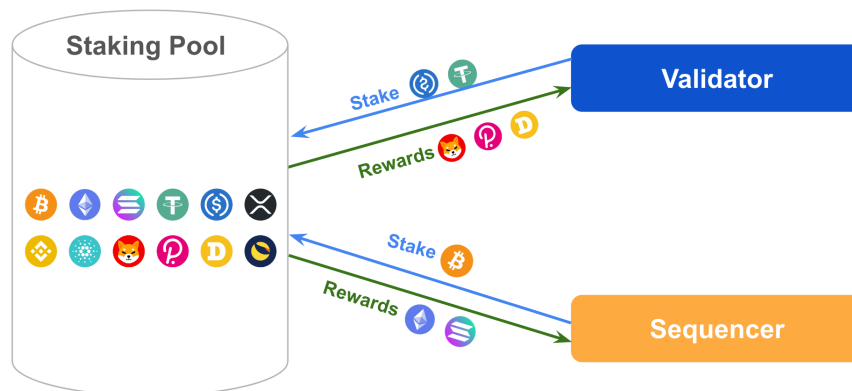 Staking Pool
Stake
Validator
Rewards
Stake
Rewards
Sequencer